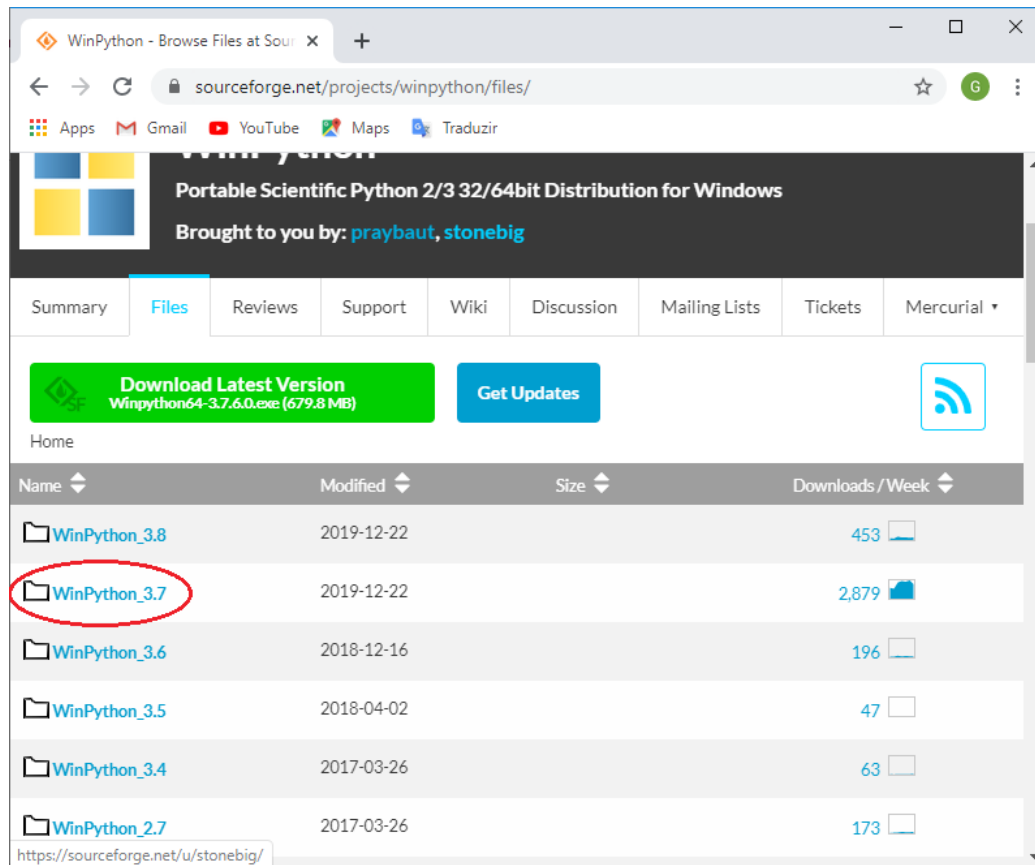 WinPython - Browse Files at Sour
sourceforge.net/projects/winpython/files/
G
Apps Gmail YouTube Maps Traduzir
WinPython
Portable Scientific Python 2/3 32/64bit Distribution for Windows
Brought to you by: praybaut, stonebig
Summary Files Reviews Support Wiki Discussion Mailing Lists Tickets Mercurial
Download Latest Version
Winpython64-3.7.6.0.exe (679.8 MB)
SF
Get Updates
Home
Name Modified Size Downloads / Week
WinPython_3.8 2019-12-22 453
WinPython_3.7 2019-12-22 2,879
WinPython_3.6 2018-12-16 196
WinPython_3.5 2018-04-02 47
WinPython_3.4 2017-03-26 63
WinPython_2.7 2017-03-26 173
https://sourceforge.net/u/stonebig/